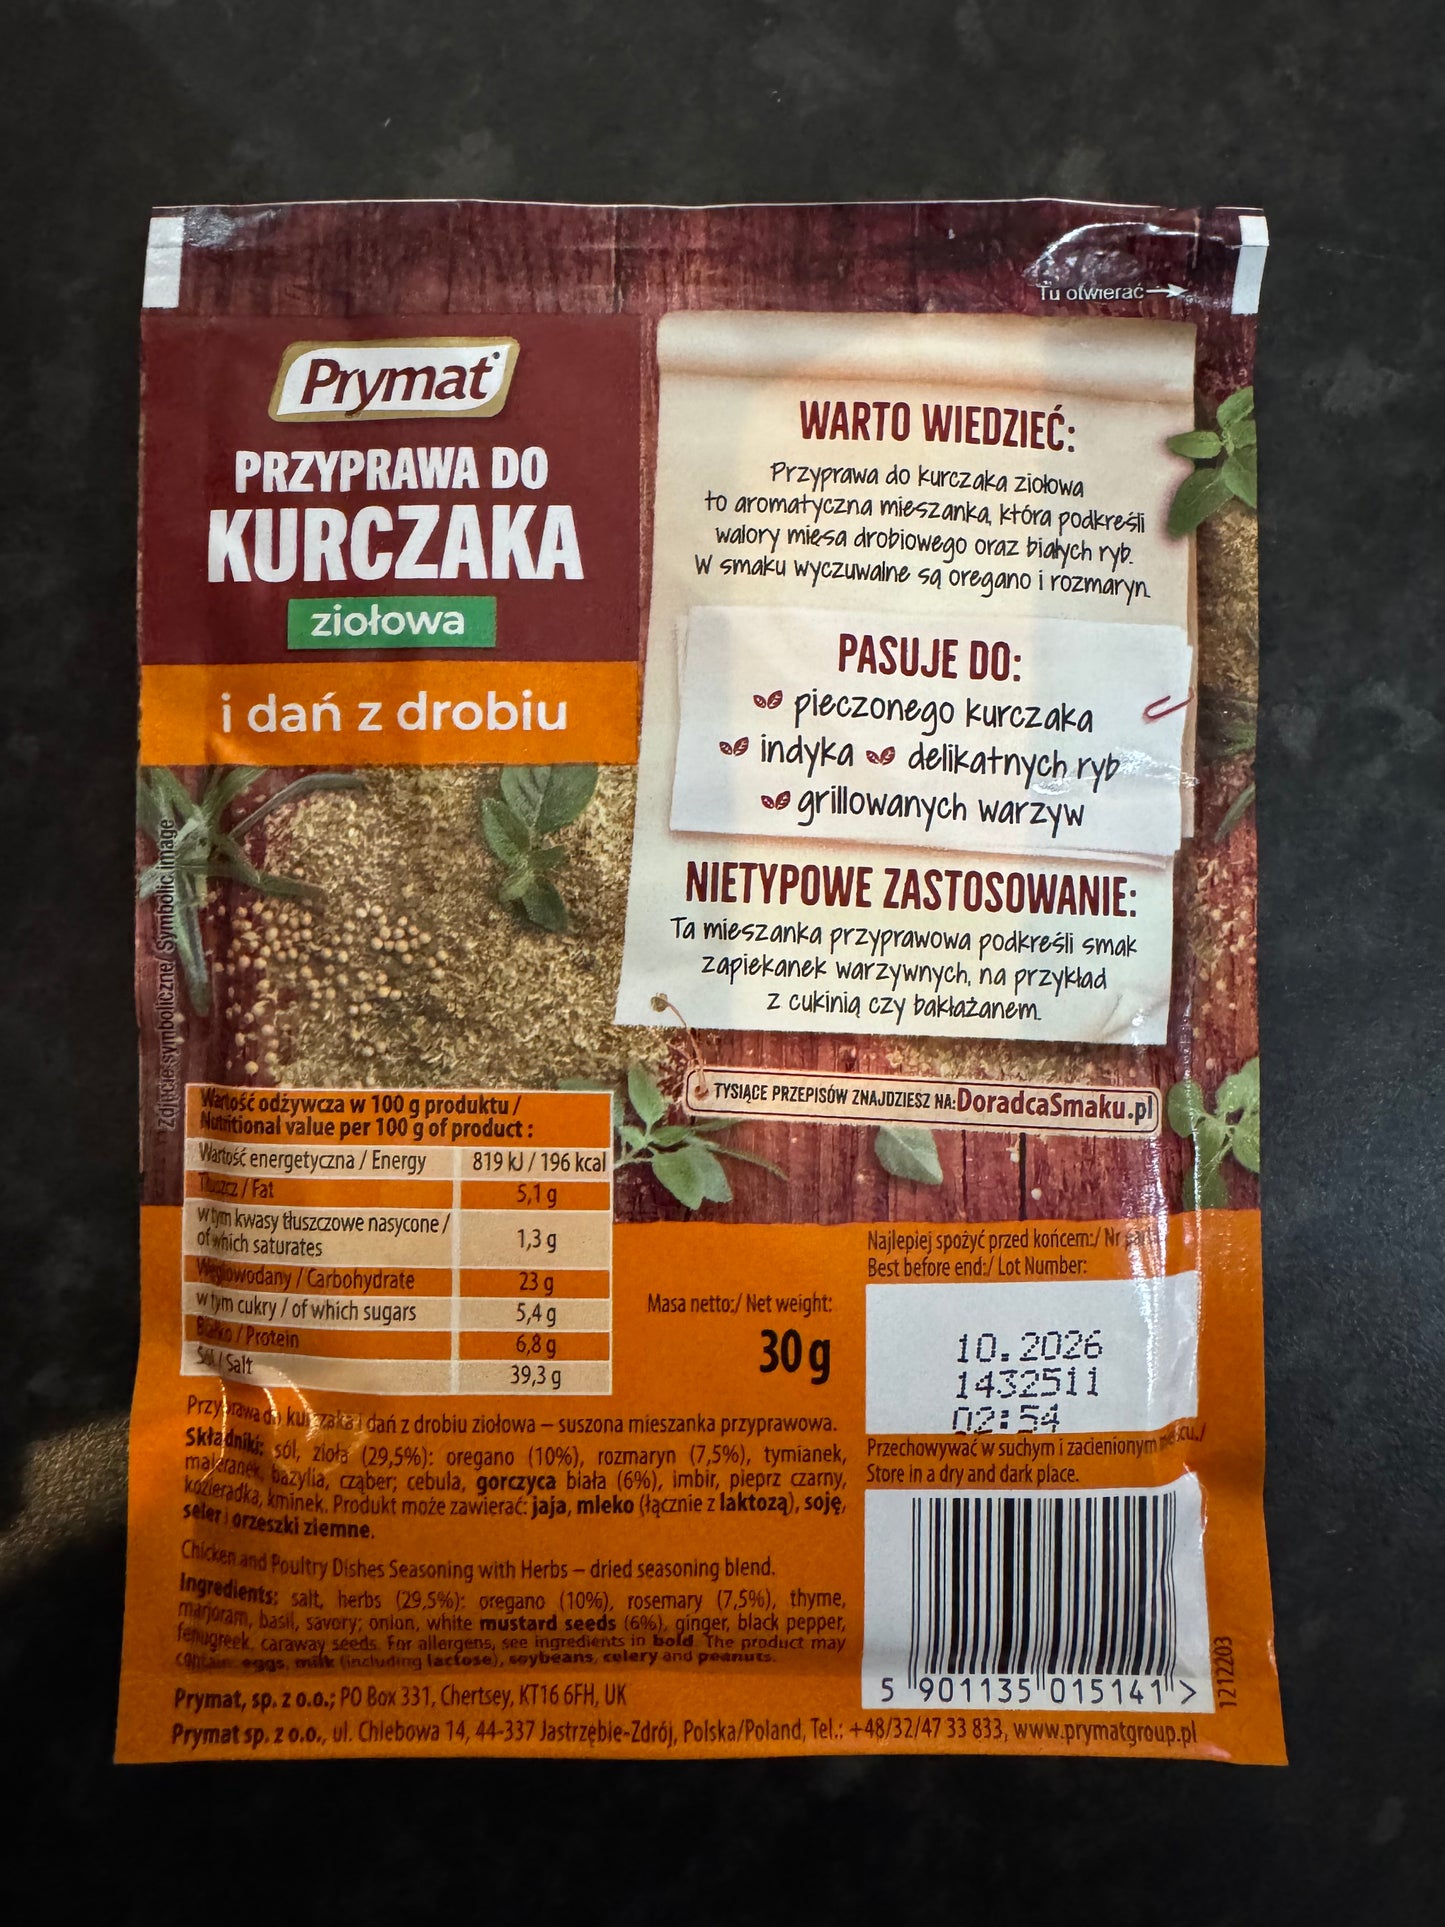 Tu otwierać
Prymat
PRZYPRAWA DO
KURCZAKA
ziołowa
i dań z drobiu
WARTO WIEDZIEĆ:
Przyprawa do kurczaka ziołowa
to aromatyczna mieszanka, która podkreśli
walory mięsa drobiowego oraz białych ryb.
W smaku wyczuwalne są oregano i rozmaryn.
PASUJE DO:
pieczonego kurczaka
indyka delikatnych ryb
grillowanych warzyw
NIETYPOWE ZASTOSOWANIE:
Ta mieszanka przyprawowa podkreśli smak
zapiekanek warzywnych, na przykład
z cukinią czy bakłażanem.
TYSIĄCE PRZEPISÓW ZNAJDZIESZ NA: DoradcaSmaku.pl
Zdjęcie symboliczne/ Symbolic image
Wartość odżywcza w 100 g produktu /
Nutritional value per 100 g of product :
Wartość energetyczna / Energy 819 kJ / 196 kcal
Tłuszcz / Fat 5,1 g
w tym kwasy tłuszczowe nasycone /
of which saturates 1,3 g
Węglowodany / Carbohydrate 23 g
w tym cukry / of which sugars 5,4 g
Białko / Protein 6,8 g
Sól / Salt 39,3 g
Masa netto:/ Net weight:
30 g
Najlepiej spożyć przed końcem:/ Nr
Best before end:/ Lot Number:
10.2026
1432511
02:54
Przechowywać w suchym i zacienionym miejscu./
Store in a dry and dark place.
Przyprawa do kurczaka i dań z drobiu ziołowa – suszona mieszanka przyprawowa.
Składniki: sól, zioła (29,5%): oregano (10%), rozmaryn (7,5%), tymianek,
majeranek, bazylia, cząber; cebula, gorczyca biała (6%), imbir, pieprz czarny,
kozieradka, kminek. Produkt może zawierać: jaja, mleko (łącznie z laktozą), soję,
seler i orzeszki ziemne.
Chicken and Poultry Dishes Seasoning with Herbs – dried seasoning blend.
Ingredients: salt, herbs (29,5%): oregano (10%), rosemary (7,5%), thyme,
marjoram, basil, savory; onion, white mustard seeds (6%), ginger, black pepper,
fenugreek, caraway seeds. For allergens, see ingredients in bold. The product may
contain: eggs, milk (including lactose), soybeans, celery and peanuts.
Prymat, sp. z o.o.; PO Box 331, Chertsey, KT16 6FH, UK
Prymat sp. z o.o., ul. Chlebowa 14, 44-337 Jastrzębie-Zdrój, Polska/Poland, Tel.: +48/32/47 33 833, www.prymatgroup.pl
5 901135 015141 >
1212203